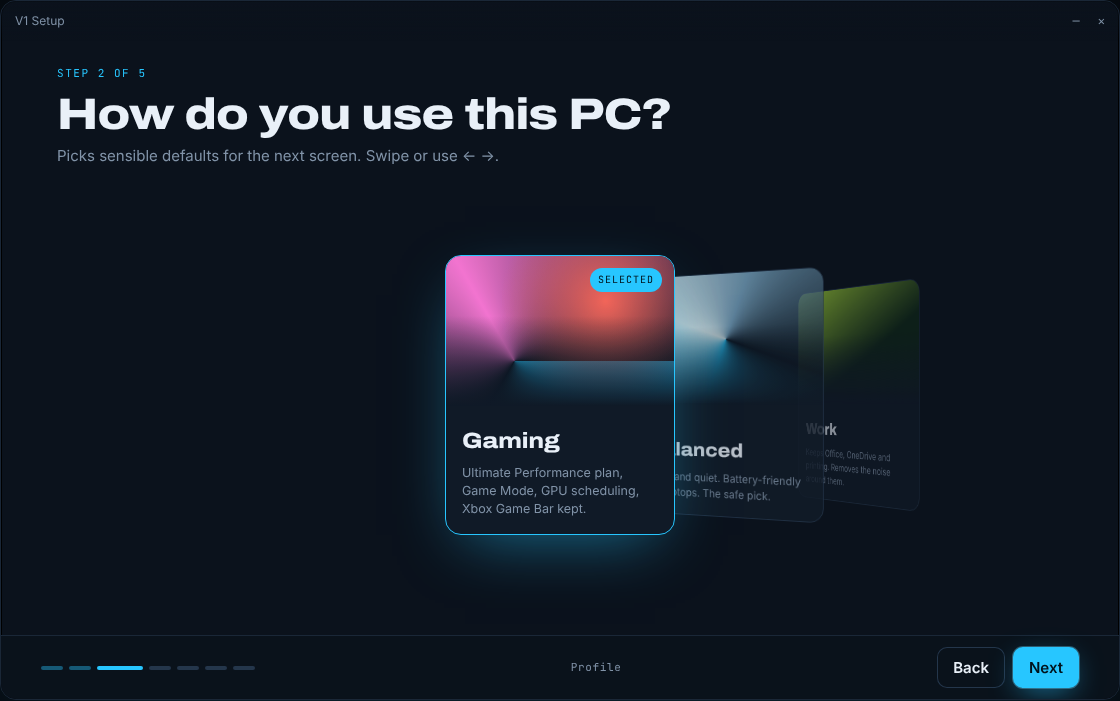 V1 Setup
STEP 2 OF 5
How do you use this PC?
Picks sensible defaults for the next screen. Swipe or use ← →.
SELECTED
Gaming
Ultimate Performance plan,
Game Mode, GPU scheduling,
Xbox Game Bar kept.
lanced
and quiet. Battery-friendly
tops. The safe pick.
Work
Office, OneDrive and
Removes the noise
them.
Profile
Back
Next